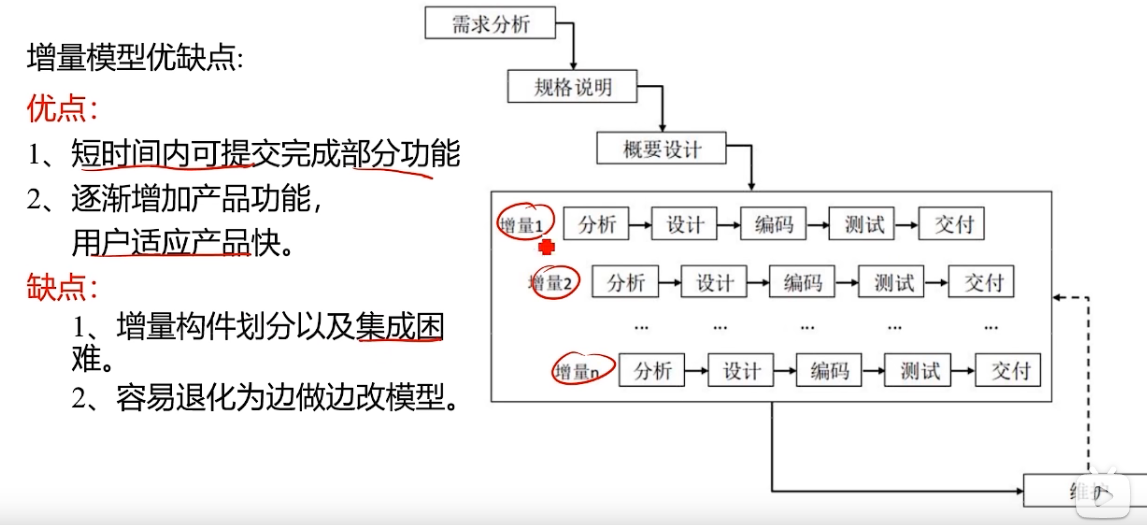 增量模型优缺点:
优点:
1、短时间内可提交完成部分功能
2、逐渐增加产品功能,
用户适应产品快。
缺点:
1、增量构件划分以及集成困
难。
2、容易退化为边做边改模型。
需求分析
规格说明
概要设计
增量1 分析 设计 编码 测试 交付
增量2 分析 设计 编码 测试 交付
... ... ... ... ...
增量n 分析 设计 编码 测试 交付
维护